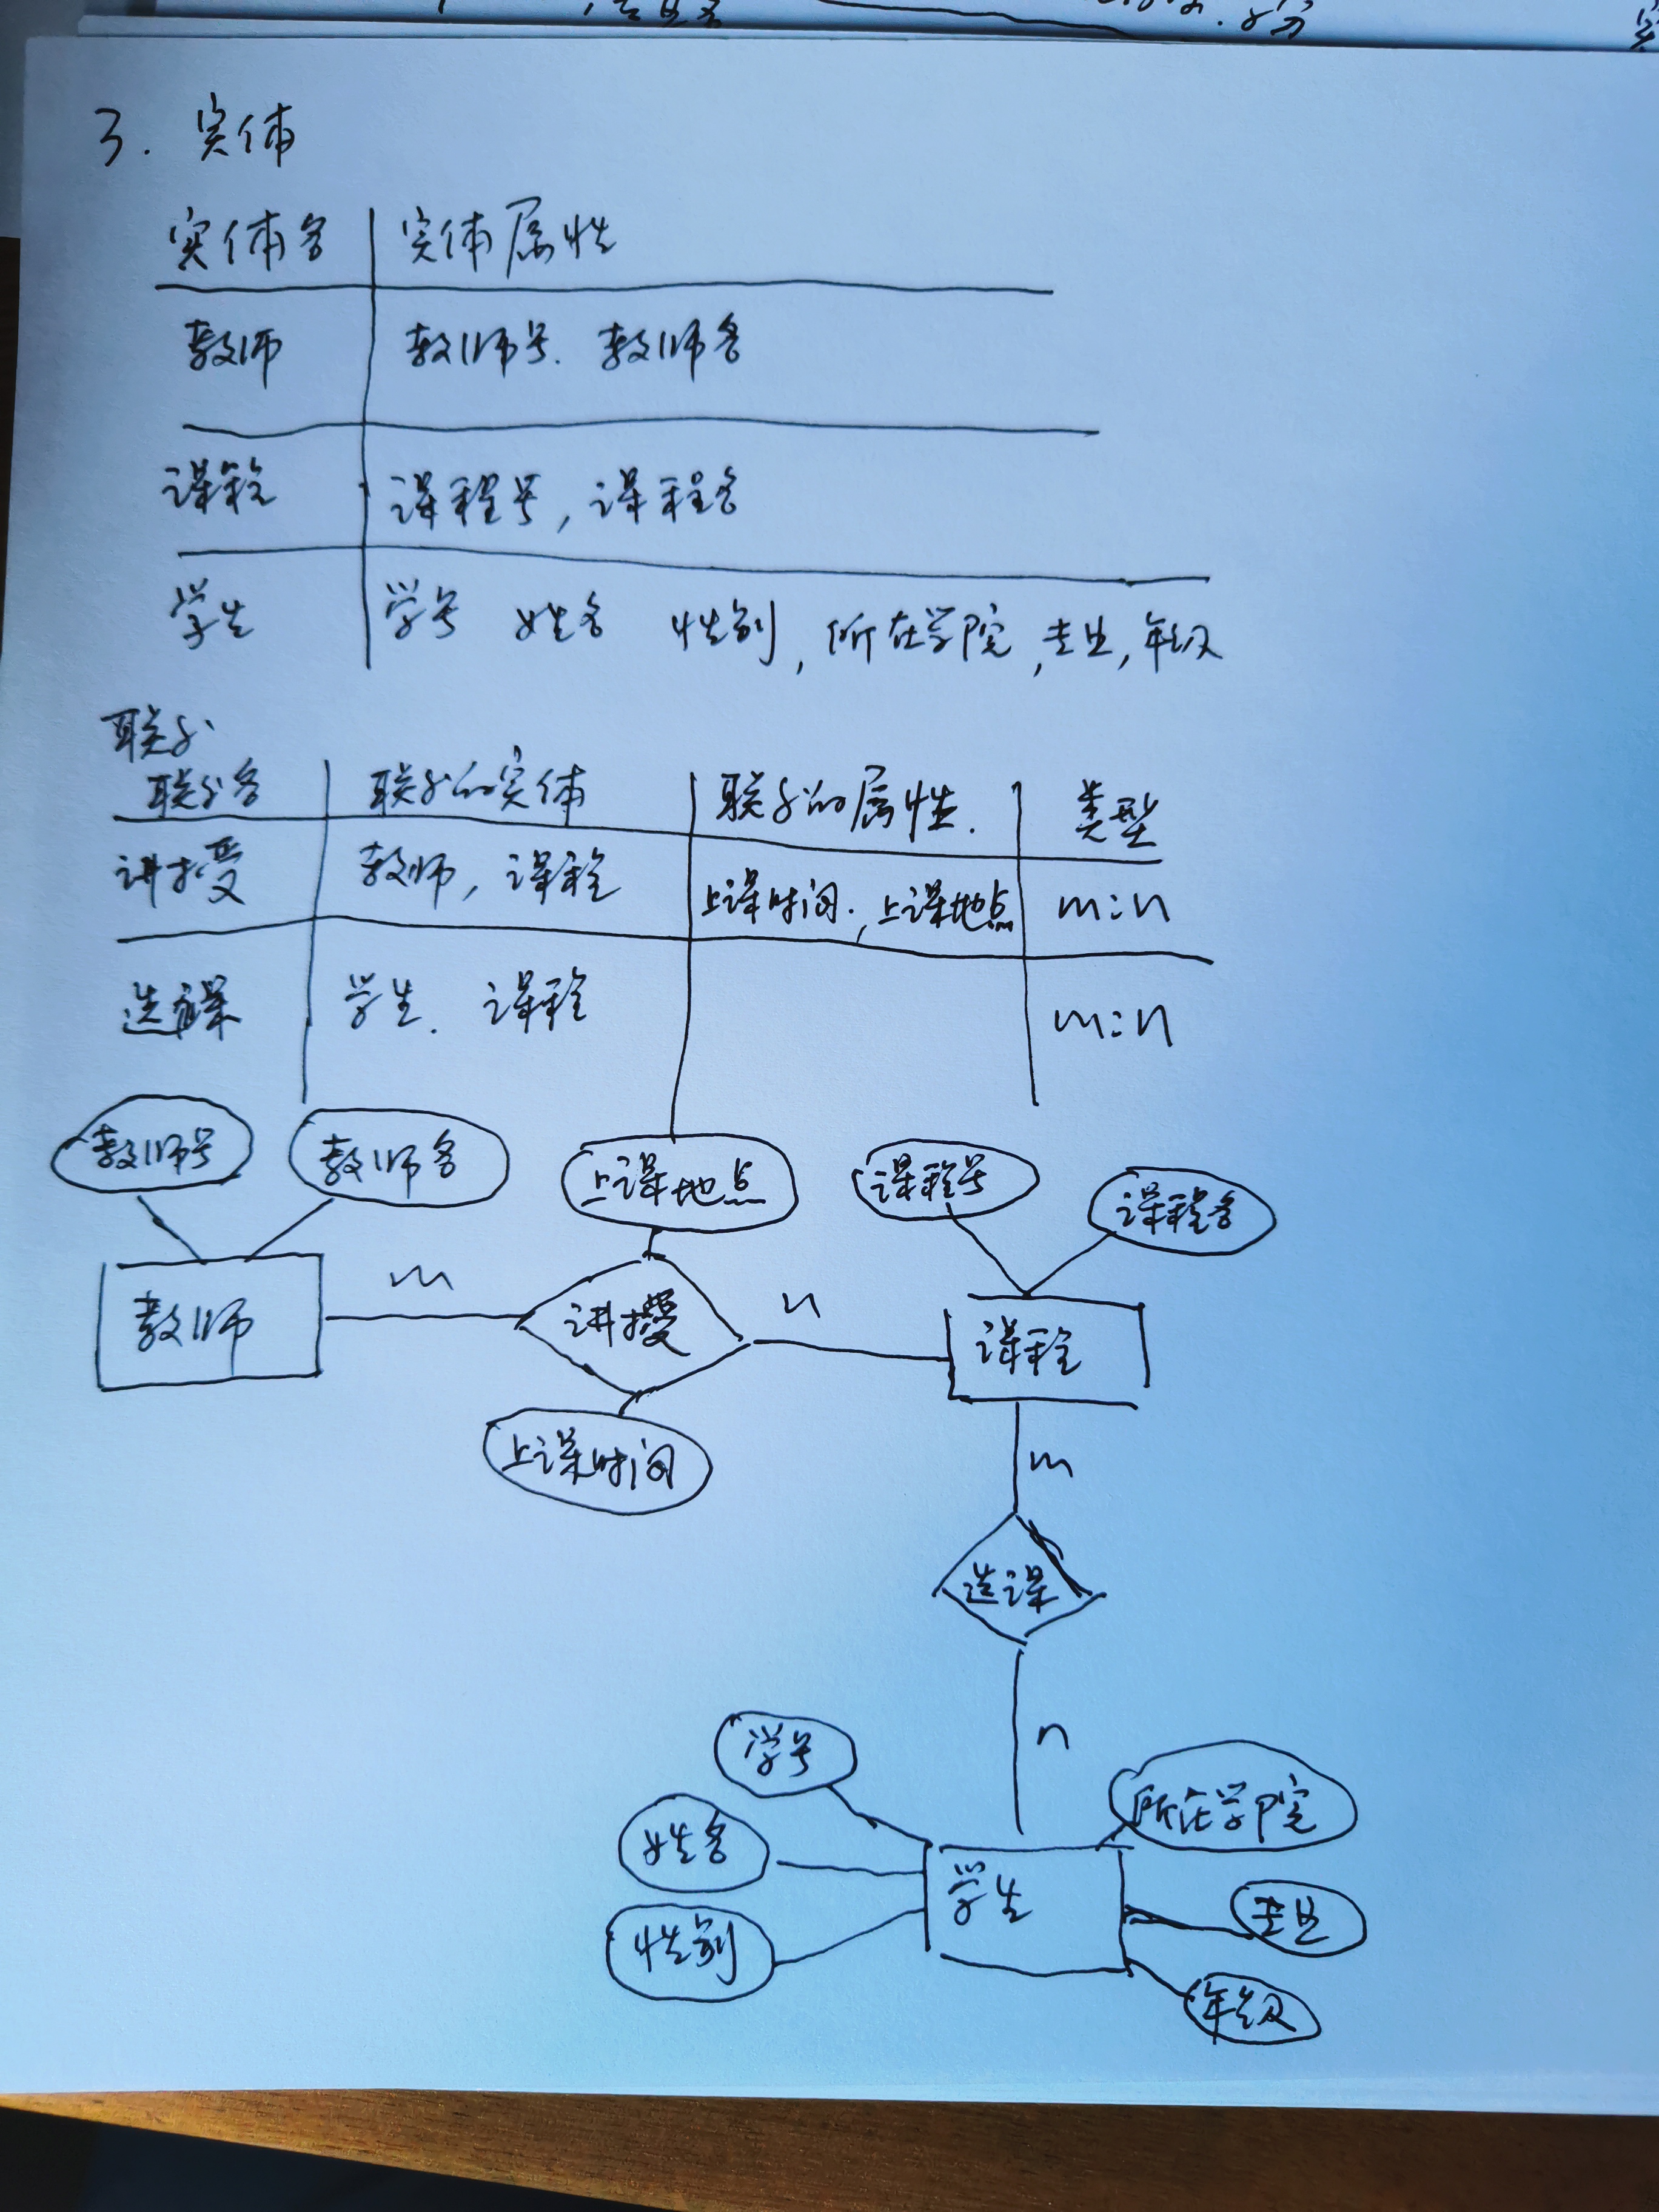 3. 实体
实体名 实体属性
教师 教师号. 教师名
课程 课程号, 课程名
学生 学号 姓名 性别, 所在学院, 专业, 年级
联系
联系名 联系的实体 联系的属性. 类型
讲授 教师, 课程 上课时间. , 上课地点 m:n
选课 学生. 课程 m:n
教师号 教师名 上课地点 课程号 课程名
教师 m 讲授 n 课程
上课时间
m
选课
n
学号
姓名 所在学院
学生
性别 专业
年级